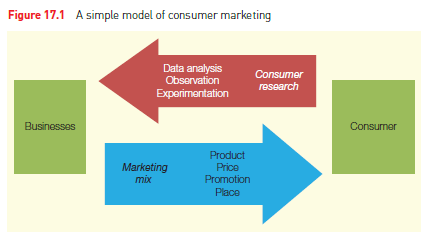 Figure 17.1 A simple model of consumer marketing
Data analysis
Observation
Experimentation
Consumer
research
Businesses
Consumer
Marketing
mix
Product
Price
Promotion
Place